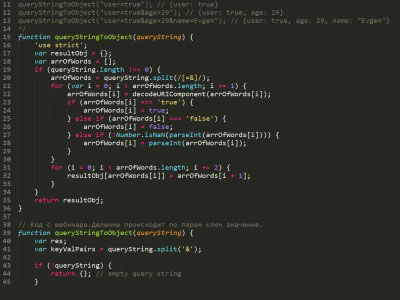 11 queryStringToObject("user=true"); // {user: true}
12 queryStringToObject("user=true&age=29"); // {user: true, age: 29}
13 queryStringToObject("user=true&age=29&name=Evgan"); // {user: true, age: 29, name: "Evgan"}
14 */
15 function queryStringToObject(queryString) {
16 'use strict';
17 var resultObj = {};
18 var arrOfWords = [];
19 if (queryString.length !== 0) {
20 arrOfWords = queryString.split(/[=&]/);
21 for (var i = 0; i < arrOfWords.length; i += 1) {
22 arrOfWords[i] = decodeURIComponent(arrOfWords[i]);
23 if (arrOfWords[i] === 'true') {
24 arrOfWords[i] = true;
25 } else if (arrOfWords[i] === 'false') {
26 arrOfWords[i] = false;
27 } else if (!Number.isNaN(parseInt(arrOfWords[i]))) {
28 arrOfWords[i] = parseInt(arrOfWords[i]);
29 }
30 }
31 for (i = 0; i < arrOfWords.length; i += 2) {
32 resultObj[arrOfWords[i]] = arrOfWords[i + 1];
33 }
34 }
35 return resultObj;
36 }
37
38 // Код с вебинара.Деление происходит по парам ключ значение.
39 function queryStringToObject(queryString) {
40 var res;
41 var keyValPairs = queryString.split('&');
42
43 if (!queryString) {
44 return {}; // empty query string
45 }